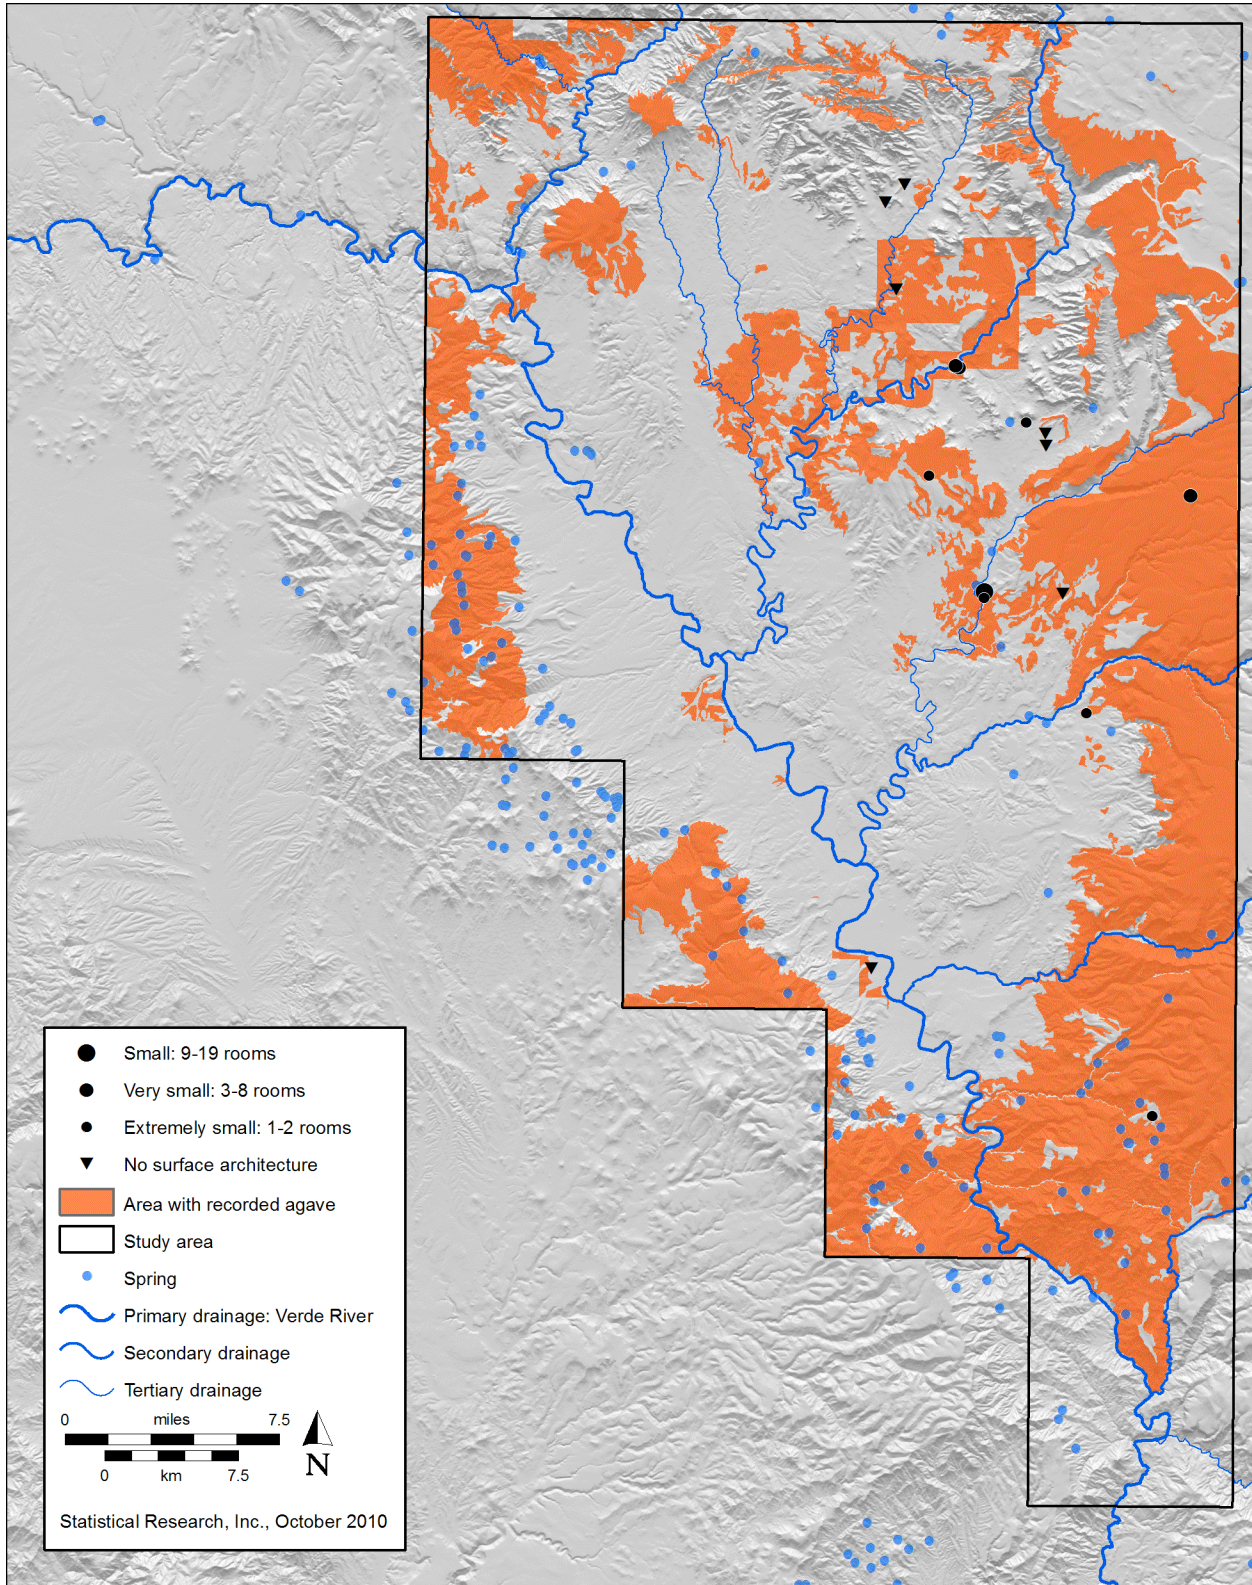 Small: 9-19 rooms
Very small: 3-8 rooms
Extremely small: 1-2 rooms
No surface architecture
Area with recorded agave
Study area
Spring
Primary drainage: Verde River
Secondary drainage
Tertiary drainage
0 miles 7.5
0 km 7.5
N
Statistical Research, Inc., October 2010